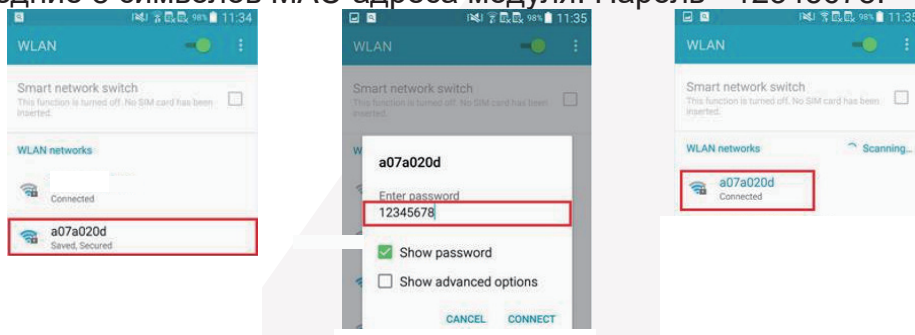 MAC-адреса модуля. Пароль - 12345678.
11:34
98%
WLAN
Smart network switch
This function is turned off. No SIM card has been
inserted.
WLAN networks
Connected
a07a020d
Saved, Secured
98% 11:35
WLAN
Smart network switch
This function is turned off. No SIM card has been
inserted.
a07a020d
Enter password
12345678
Show password
Show advanced options
CANCEL CONNECT
98% 11:35
WLAN
Smart network switch
This function is turned off. No SIM card has been
inserted.
WLAN networks Scanning...
a07a020d
Connected